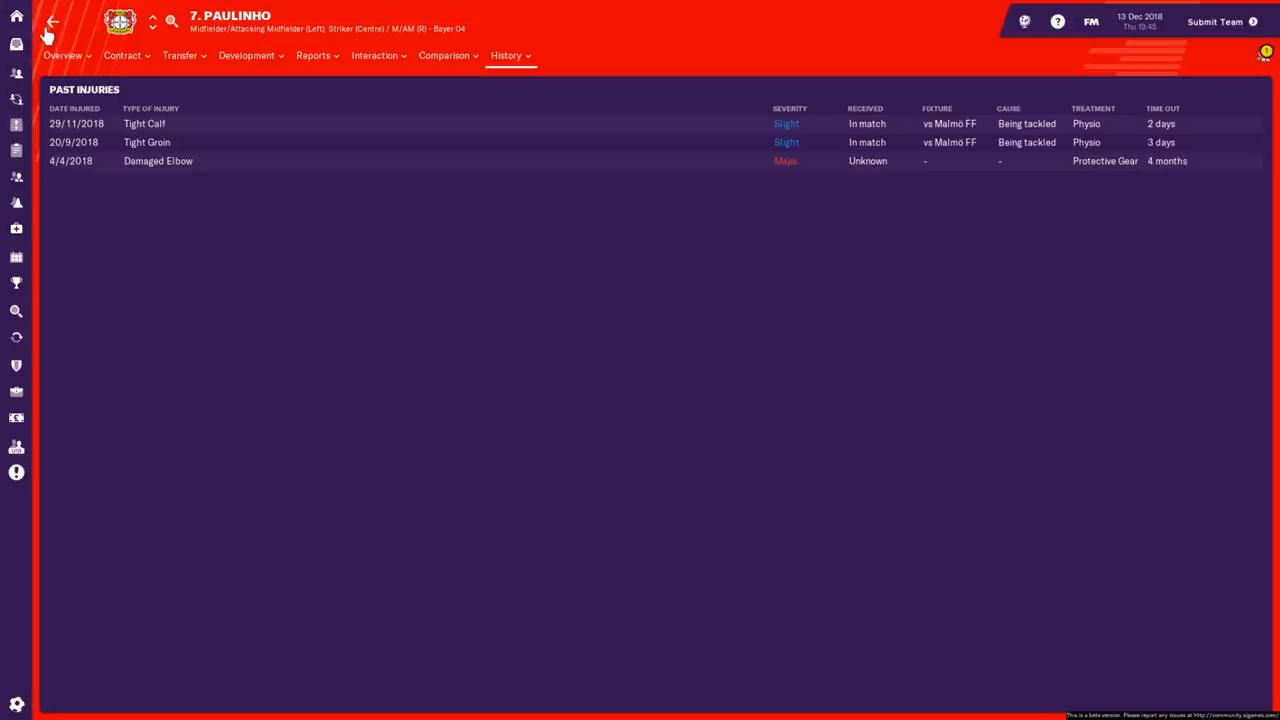 7. PAULINHO
Midfielder/Attacking Midfielder (Left), Striker (Centre) / M/AM (R) - Bayer 04
FM
13 Dec 2018
Thu 19:45
Submit Team
Overview Contract Transfer Development Reports Interaction Comparison History
1
PAST INJURIES
DATE INJURED TYPE OF INJURY SEVERITY RECEIVED FIXTURE CAUSE TREATMENT TIME OUT
29/11/2018 Tight Calf Slight In match vs Malmö FF Being tackled Physio 2 days
20/9/2018 Tight Groin Slight In match vs Malmö FF Being tackled Physio 3 days
4/4/2018 Damaged Elbow Major Unknown - - Protective Gear 4 months
This is a beta version. Please report any issues at http://community.sigames.com/